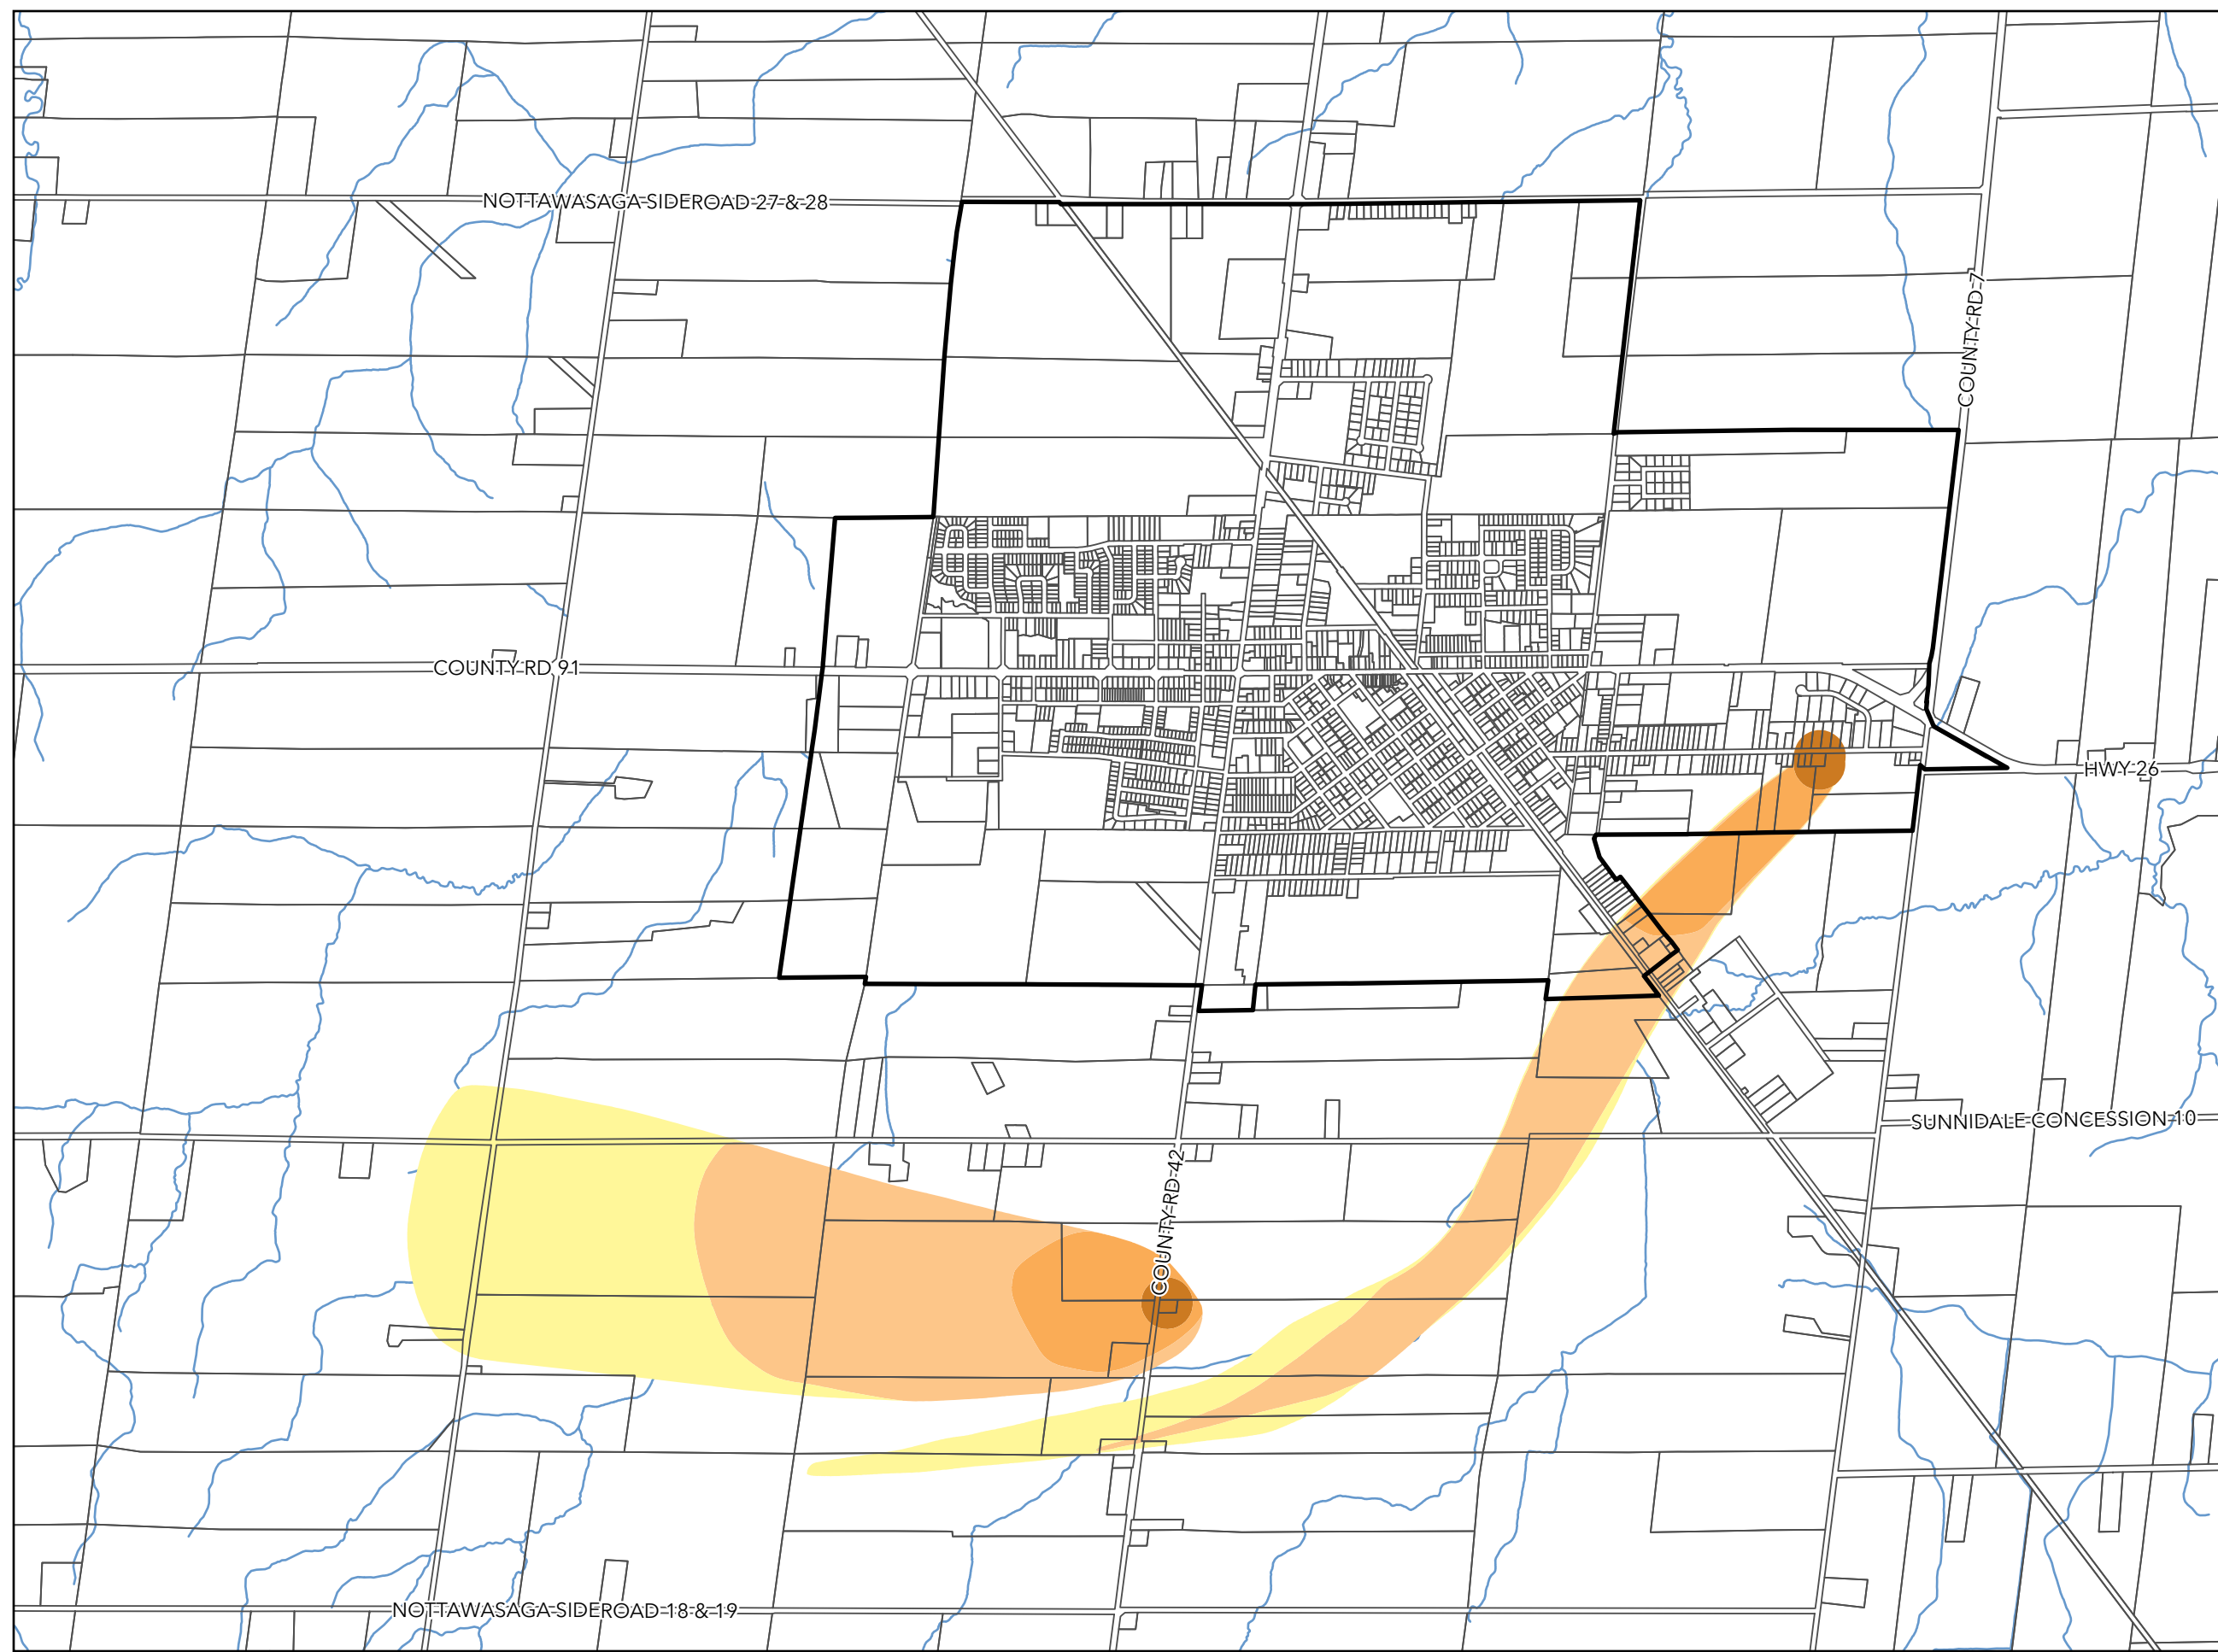 NOTTAWASAGA SIDEROAD 27 & 28
COUNTY RD 7
COUNTY RD 91
HWY 26
SUNNIDALE CONCESSION 10
COUNTY RD 42
NOTTAWASAGA SIDEROAD 18 & 19